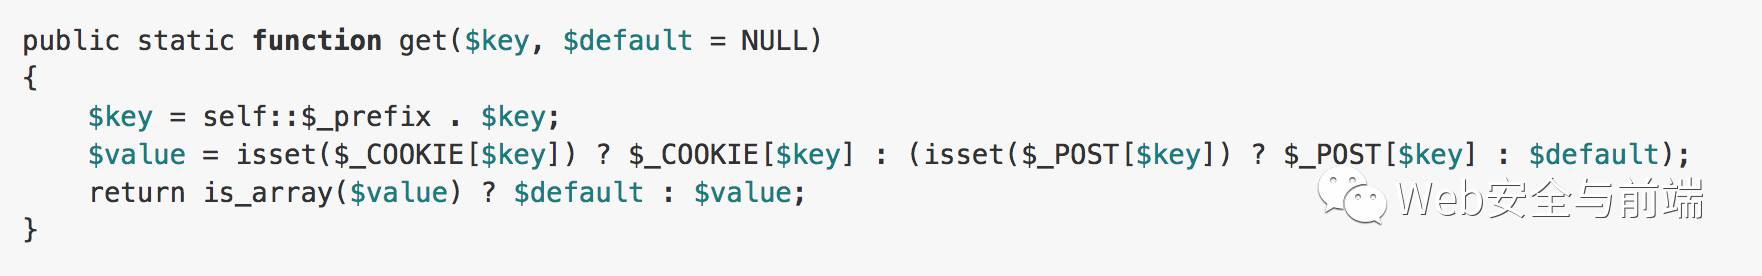 public static function get($key, $default = NULL)
{
    $key = self::$_prefix . $key;
    $value = isset($_COOKIE[$key]) ? $_COOKIE[$key] : (isset($_POST[$key]) ? $_POST[$key] : $default);
    return is_array($value) ? $default : $value;
}
Web安全与前端